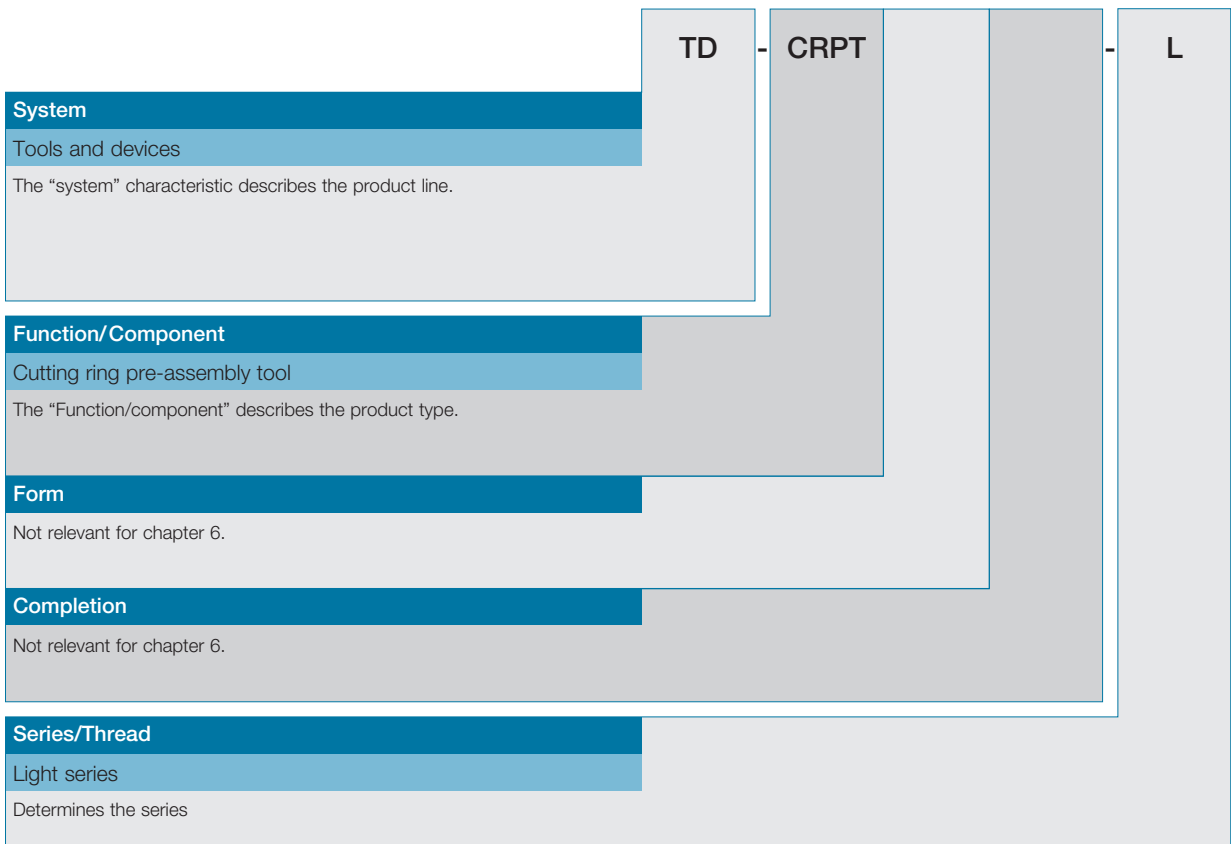 TD - CRPT - L
System
Tools and devices
The “system” characteristic describes the product line.
Function/Component
Cutting ring pre-assembly tool
The “Function/component” describes the product type.
Form
Not relevant for chapter 6.
Completion
Not relevant for chapter 6.
Series/Thread
Light series
Determines the series